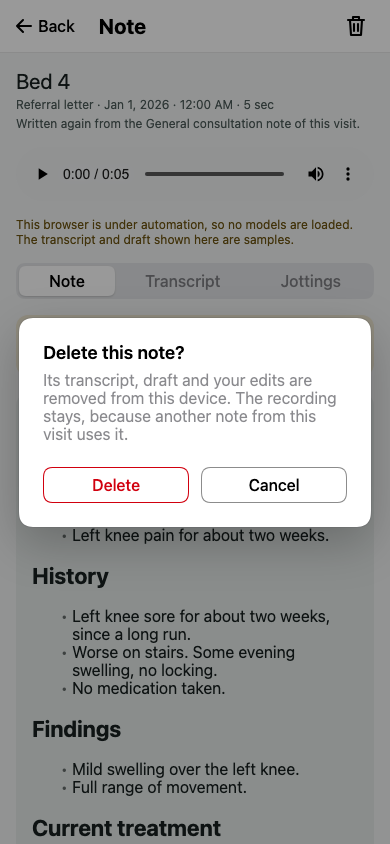 Back
Note
Bed 4
Referral letter · Jan 1, 2026 · 12:00 AM · 5 sec
Written again from the General consultation note of this visit.
0:00 / 0:05
This browser is under automation, so no models are loaded.
The transcript and draft shown here are samples.
Note
Transcript
Jottings
Delete this note?
Its transcript, draft and your edits are
removed from this device. The recording
stays, because another note from this
visit uses it.
Delete
Cancel
• Left knee pain for about two weeks.
History
• Left knee sore for about two weeks,
since a long run.
• Worse on stairs. Some evening
swelling, no locking.
• No medication taken.
Findings
• Mild swelling over the left knee.
• Full range of movement.
Current treatment